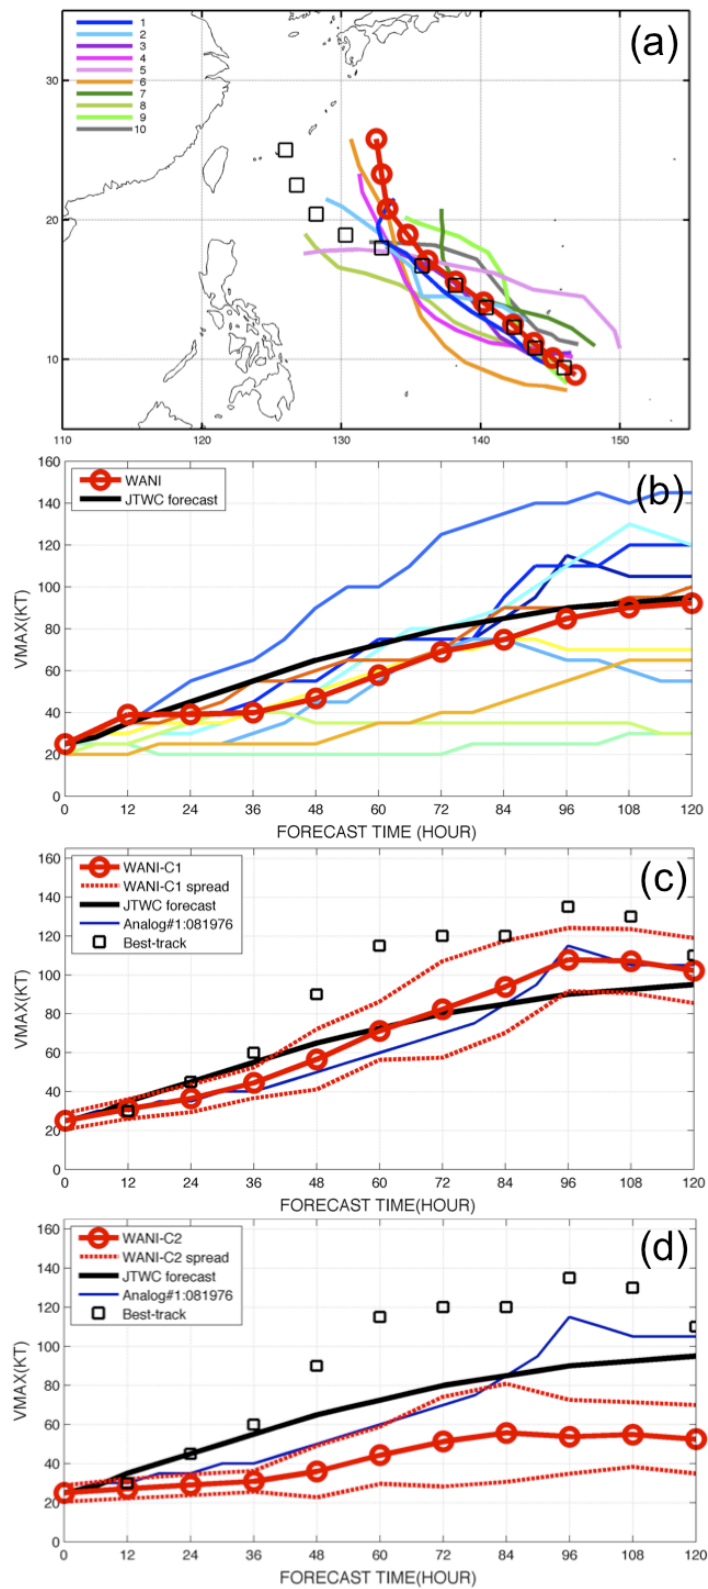 (a)
1
2
3
4
5
6
7
8
9
10
30
20
10
110 120 130 140 150
(b)
WANI
JTWC forecast
160
140
120
100
80
60
40
20
0
VMAX(KT)
0 12 24 36 48 60 72 84 96 108 120
FORECAST TIME (HOUR)
(c)
WANI-C1
WANI-C1 spread
JTWC forecast
Analog#1:081976
Best-track
160
140
120
100
80
60
40
20
0
VMAX(KT)
0 12 24 36 48 60 72 84 96 108 120
FORECAST TIME(HOUR)
(d)
WANI-C2
WANI-C2 spread
JTWC forecast
Analog#1:081976
Best-track
160
140
120
100
80
60
40
20
0
VMAX(KT)
0 12 24 36 48 60 72 84 96 108 120
FORECAST TIME(HOUR)